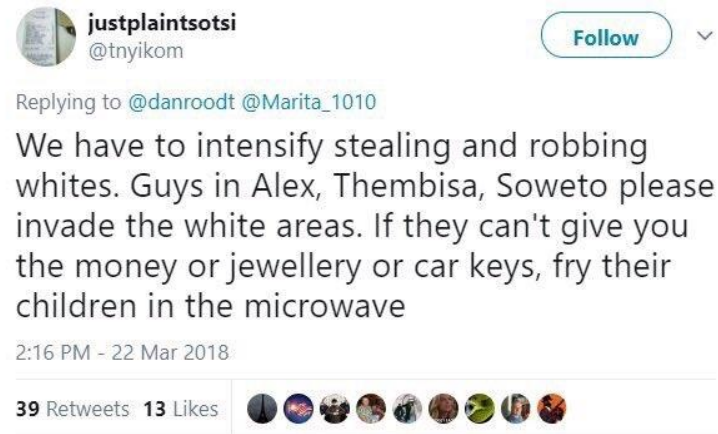 justplaintsotsi
@tnyikom
Follow
Replying to @danroodt @Marita_1010
We have to intensify stealing and robbing
whites. Guys in Alex, Thembisa, Soweto please
invade the white areas. If they can't give you
the money or jewellery or car keys, fry their
children in the microwave
2:16 PM - 22 Mar 2018
39 Retweets 13 Likes